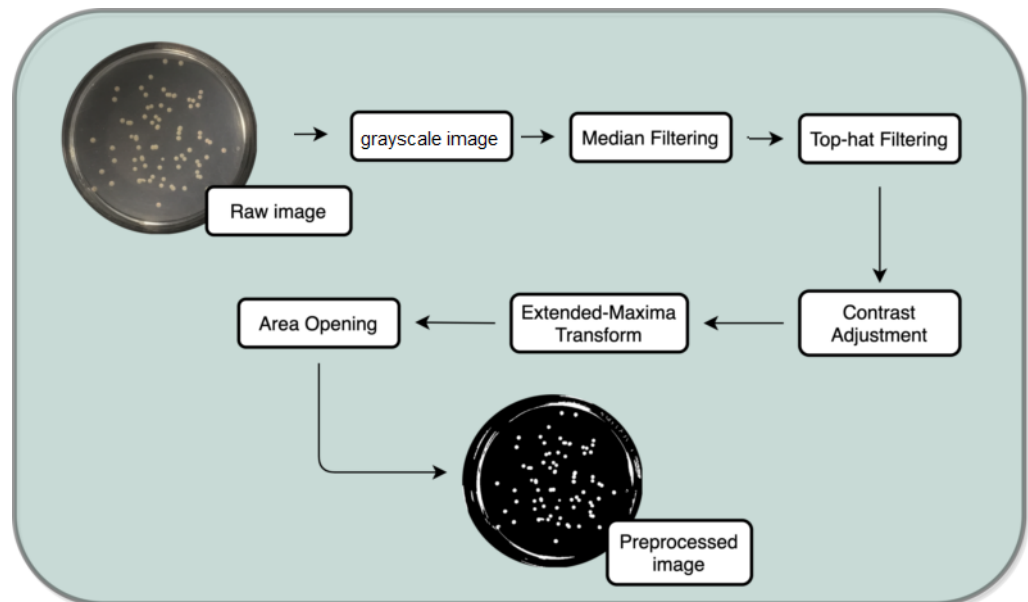 Raw image
grayscale image
Median Filtering
Top-hat Filtering
Contrast
Adjustment
Extended-Maxima
Transform
Area Opening
Preprocessed
image